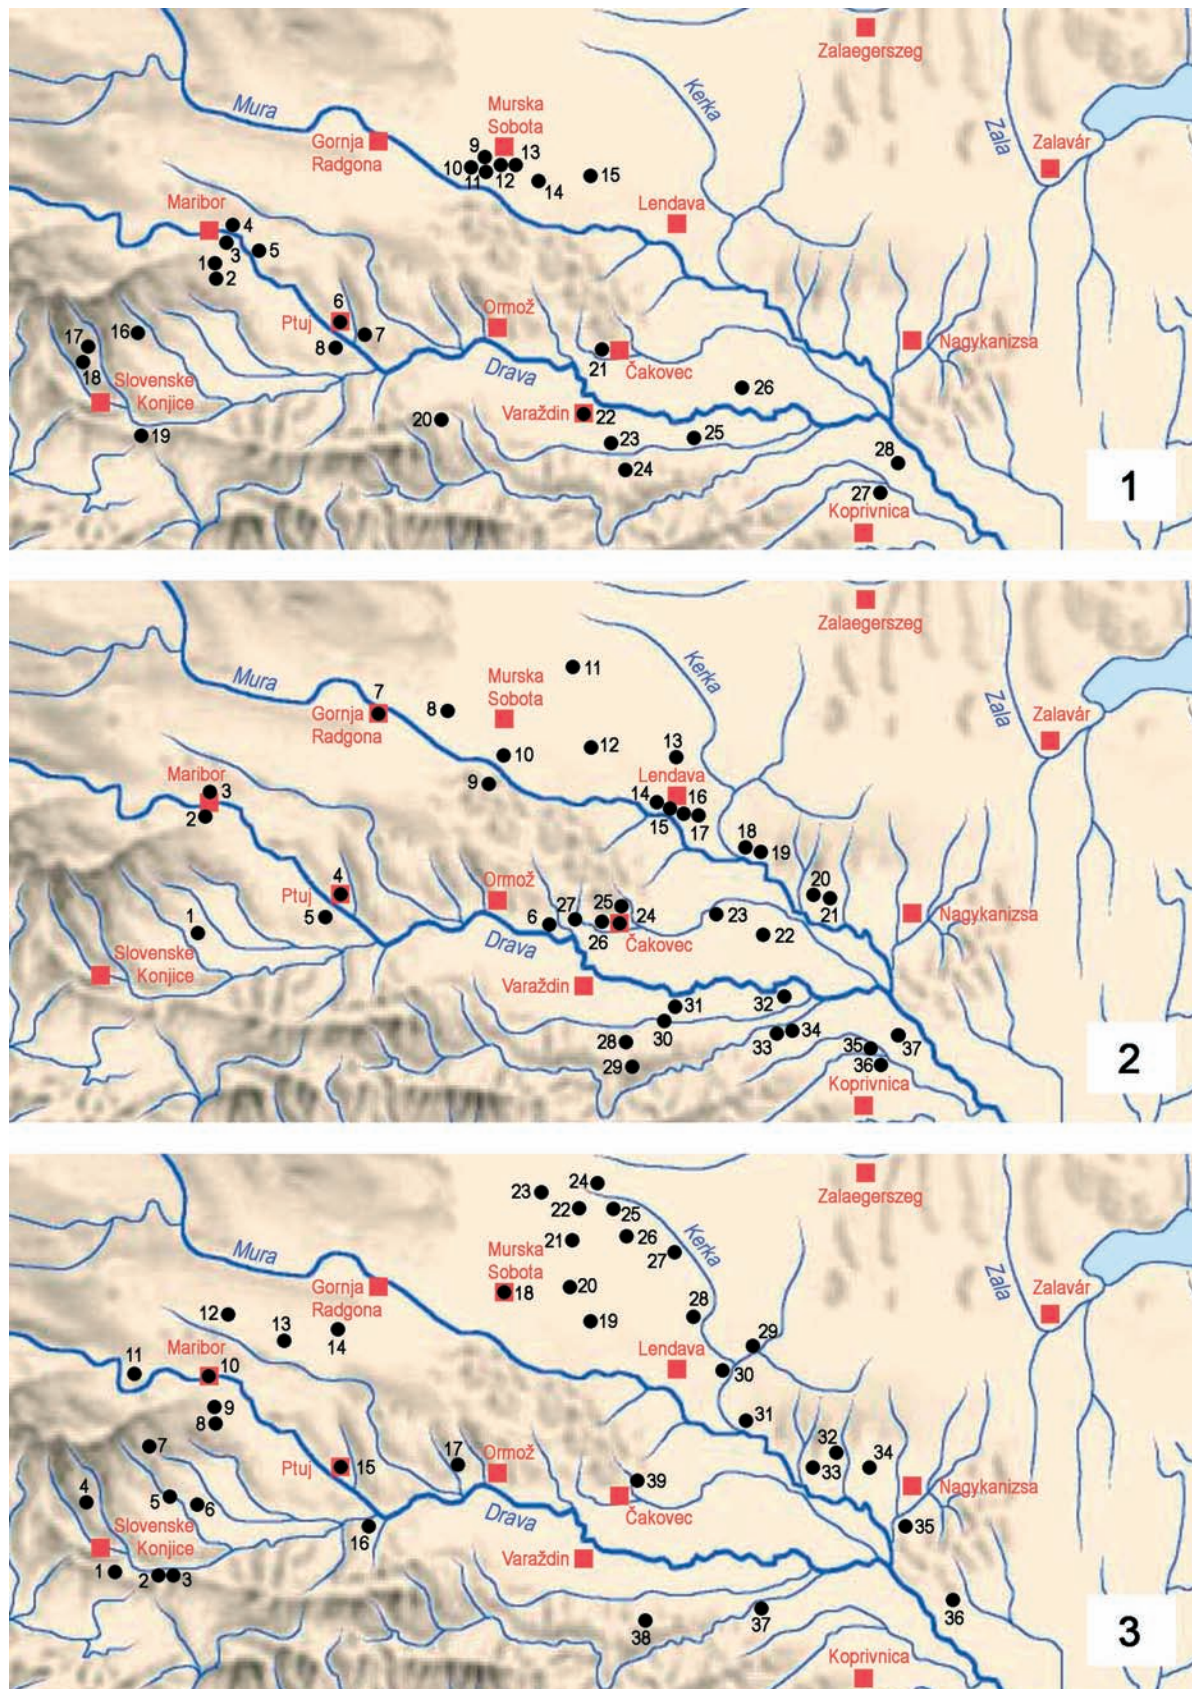 Zalaegerszeg
Mura
Kerka
Murska
Sobota
Gornja
Radgona
9
13
10
11
12
14
15
Zala
Zalavár
Maribor
4
3
5
1
2
Lendava
6
Ptuj
7
8
Ormož
17
16
18
Slovenske
Konjice
19
Drava
21
Čakovec
Nagykanizsa
26
Varaždin
22
20
23
25
24
28
27
Koprivnica
1
Zalaegerszeg
Mura
Kerka
11
Murska
Sobota
7
8
Gornja
Radgona
10
12
13
9
Zala
Zalavár
Maribor
3
2
Lendava
14
16
15
17
18
19
4
Ptuj
5
1
Ormož
20
21
6
27
25
24
26
Čakovec
23
22
Nagykanizsa
Slovenske
Konjice
Drava
Varaždin
31
32
30
28
29
33
34
35
37
36
Koprivnica
2
Zalaegerszeg
24
23
22
25
21
26
27
Mura
Kerka
Murska
Sobota
18
20
19
28
Gornja
Radgona
Zala
Zalavár
12
13
14
Maribor
11
10
9
8
Lendava
29
30
31
7
Ptuj
15
17
Ormož
32
33
34
39
Čakovec
Nagykanizsa
4
5
6
Slovenske
Konjice
16
Drava
35
Varaždin
1
2
3
38
37
36
Koprivnica
3